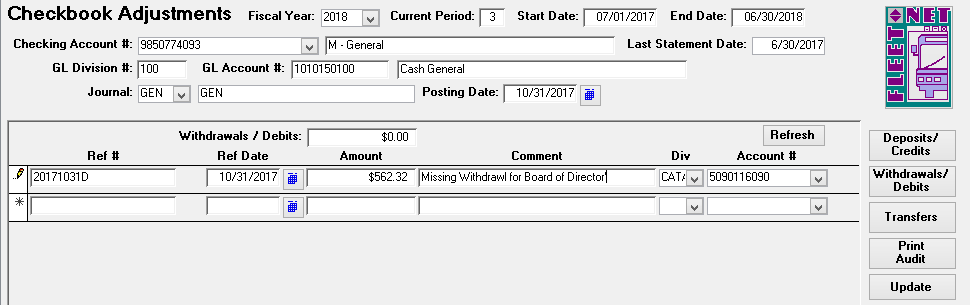 Checkbook Adjustments Fiscal Year: 2018 Current Period: 3 Start Date: 07/01/2017 End Date: 06/30/2018
Checking Account #: 9850774093 M - General Last Statement Date: 6/30/2017
GL Division #: 100 GL Account #: 1010150100 Cash General
Journal: GEN GEN Posting Date: 10/31/2017
FLEET NET
Withdrawals / Debits: $0.00 Refresh
Ref # Ref Date Amount Comment Div Account #
20171031D 10/31/2017 $562.32 Missing Withdrawl for Board of Director CATA 5090116090
*
Deposits/
Credits
Withdrawals/
Debits
Transfers
Print
Audit
Update